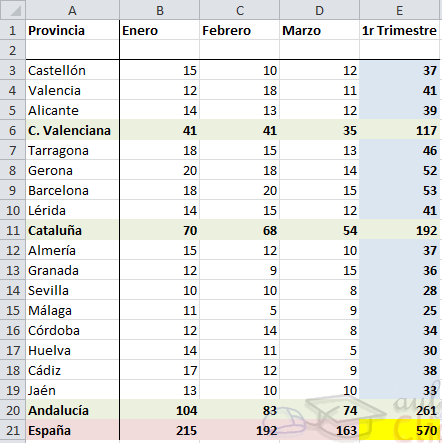 A B C D E
1 Provincia Enero Febrero Marzo 1r Trimestre
2
3 Castellón 15 10 12 37
4 Valencia 12 18 11 41
5 Alicante 14 13 12 39
6 C. Valenciana 41 41 35 117
7 Tarragona 18 15 13 46
8 Gerona 20 18 14 52
9 Barcelona 18 20 15 53
10 Lérida 14 15 12 41
11 Cataluña 70 68 54 192
12 Almería 15 12 10 37
13 Granada 12 9 15 36
14 Sevilla 10 10 8 28
15 Málaga 11 5 9 25
16 Córdoba 12 14 8 34
17 Huelva 14 11 5 30
18 Cádiz 17 12 9 38
19 Jaén 13 10 10 33
20 Andalucía 104 83 74 261
21 España 215 192 163 570